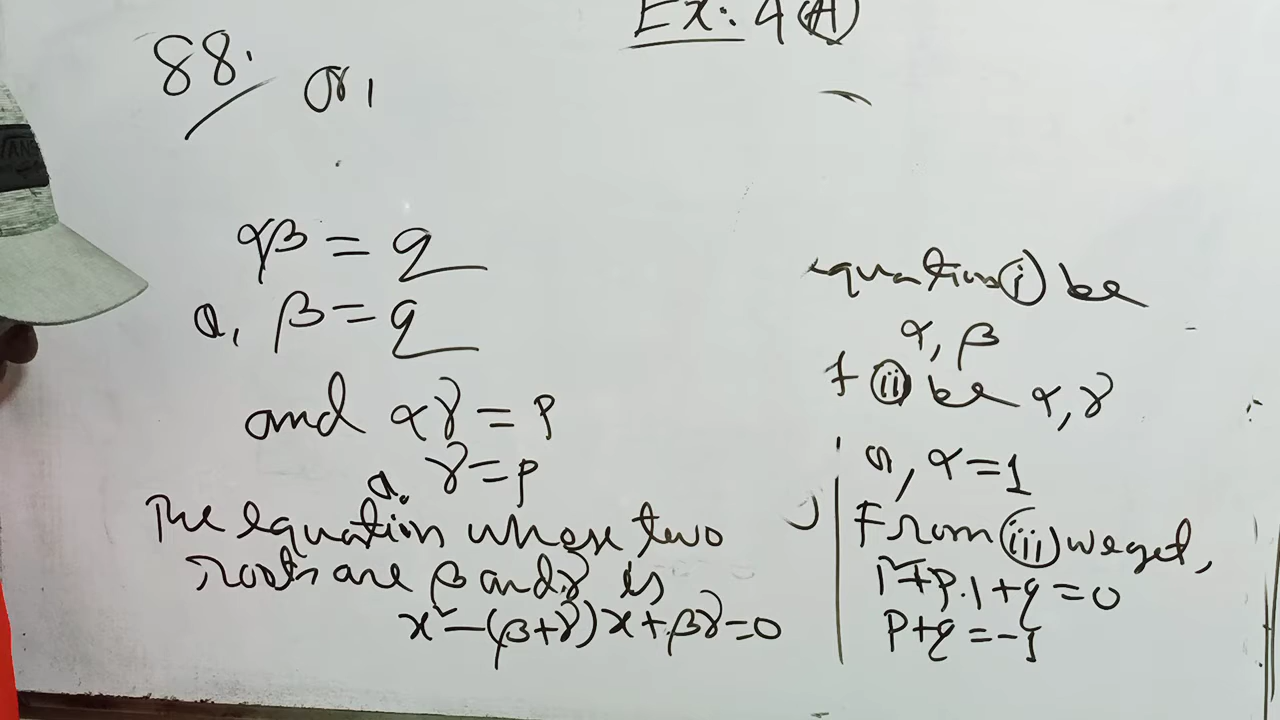 Ex: 4(A)
88.
or,
αβ = q
α, β = q
and αγ = p
α. γ = p
The equation whose two
roots are β and γ is
x² - (β+γ)x + βγ = 0
equation (i) be
α, β
+ (ii) be α, γ
α = 1
From (iii) we get,
1² + p.1 + q = 0
p + q = -1